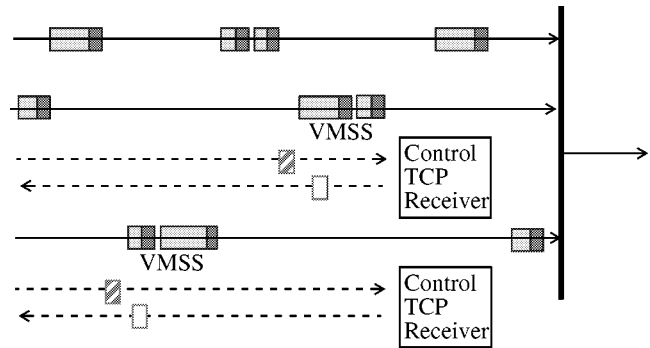 VMSS
Control
TCP
Receiver
VMSS
Control
TCP
Receiver